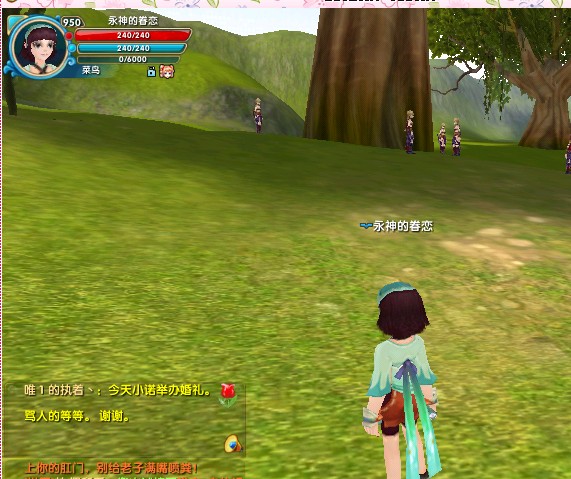 950
永神的眷恋
240/240
240/240
0/6000
菜鸟
永神的眷恋
唯1的执着丶：今天小诺举办婚礼。
骂人的等等。谢谢。
上你的肛门，别给老子满嘴喷粪！